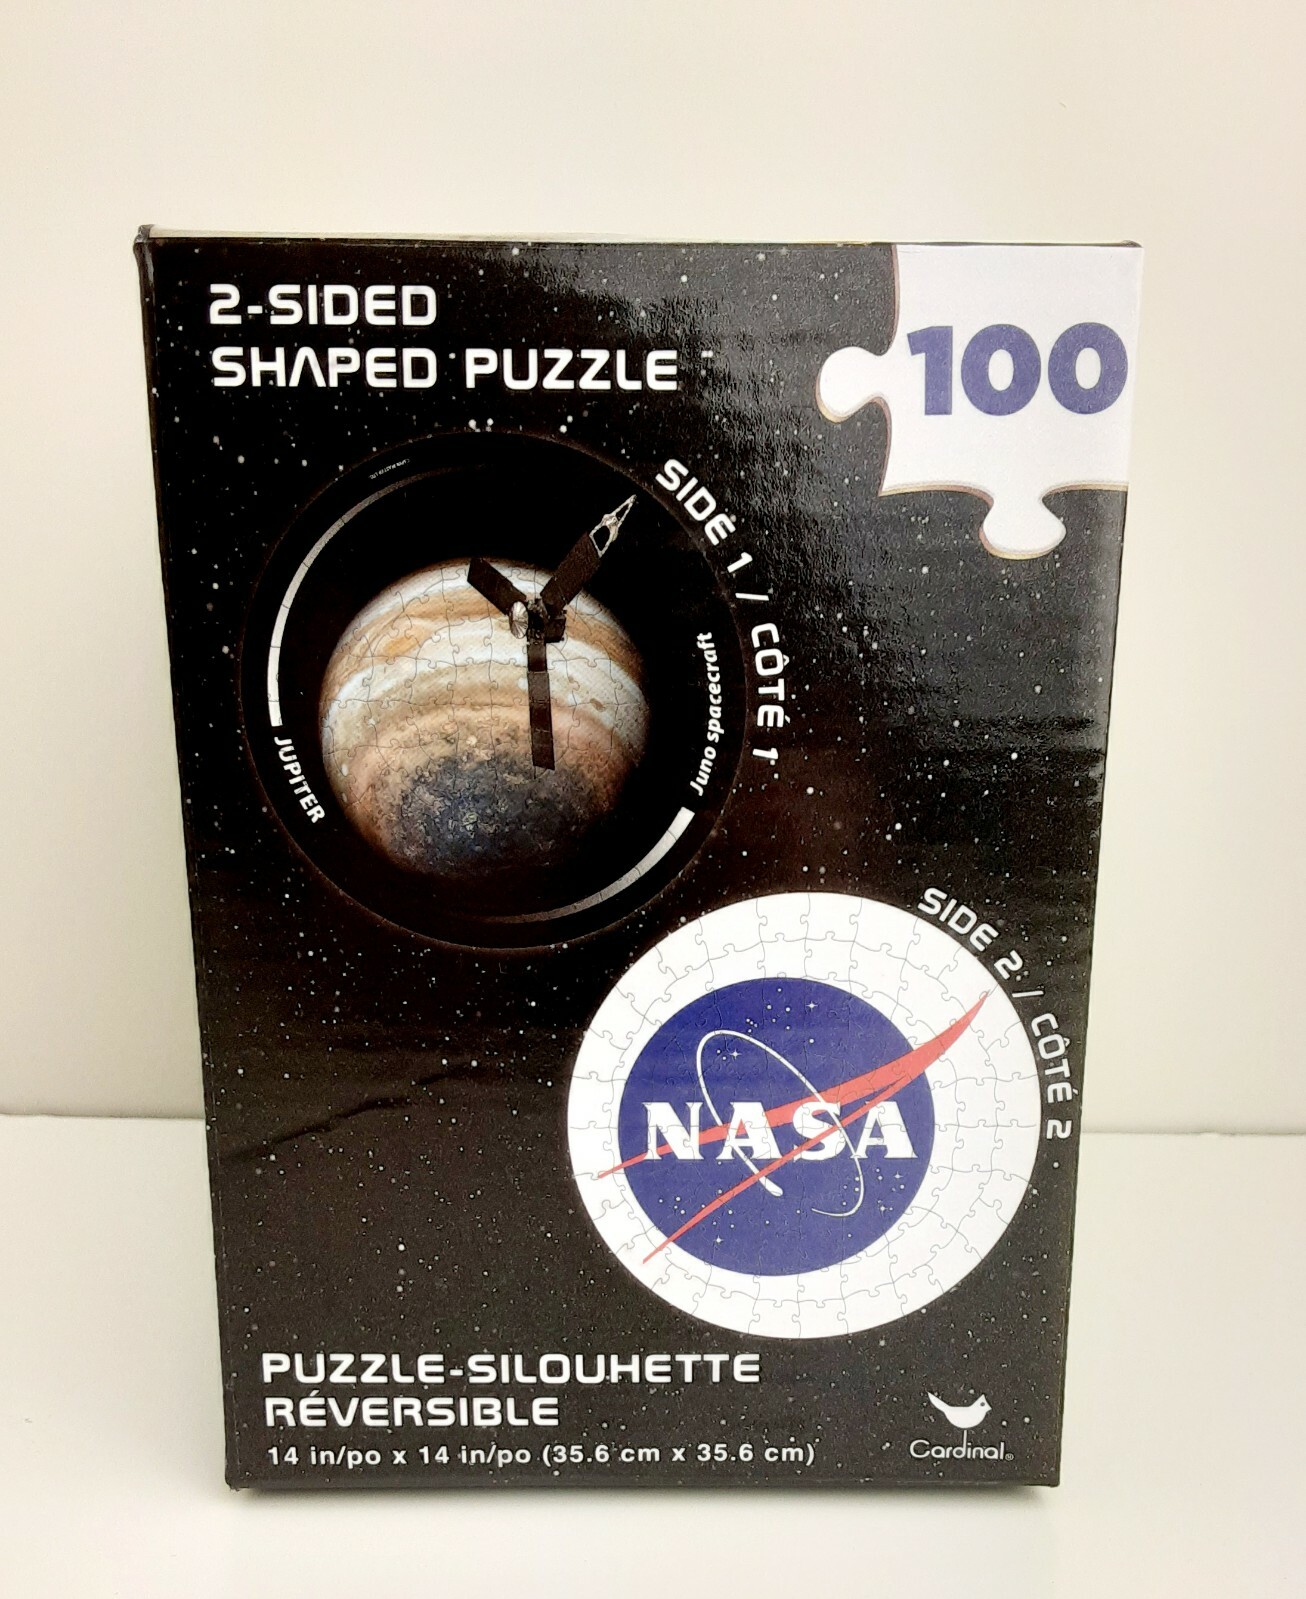 2-SIDED
SHAPED PUZZLE
100
SIDE 1 / CÔTÉ 1
JUPITER
Juno spacecraft
SIDE 2 / CÔTÉ 2
NASA
PUZZLE-SILOUHETTE
RÉVERSIBLE
14 in/po x 14 in/po (35.6 cm x 35.6 cm)
Cardinal®